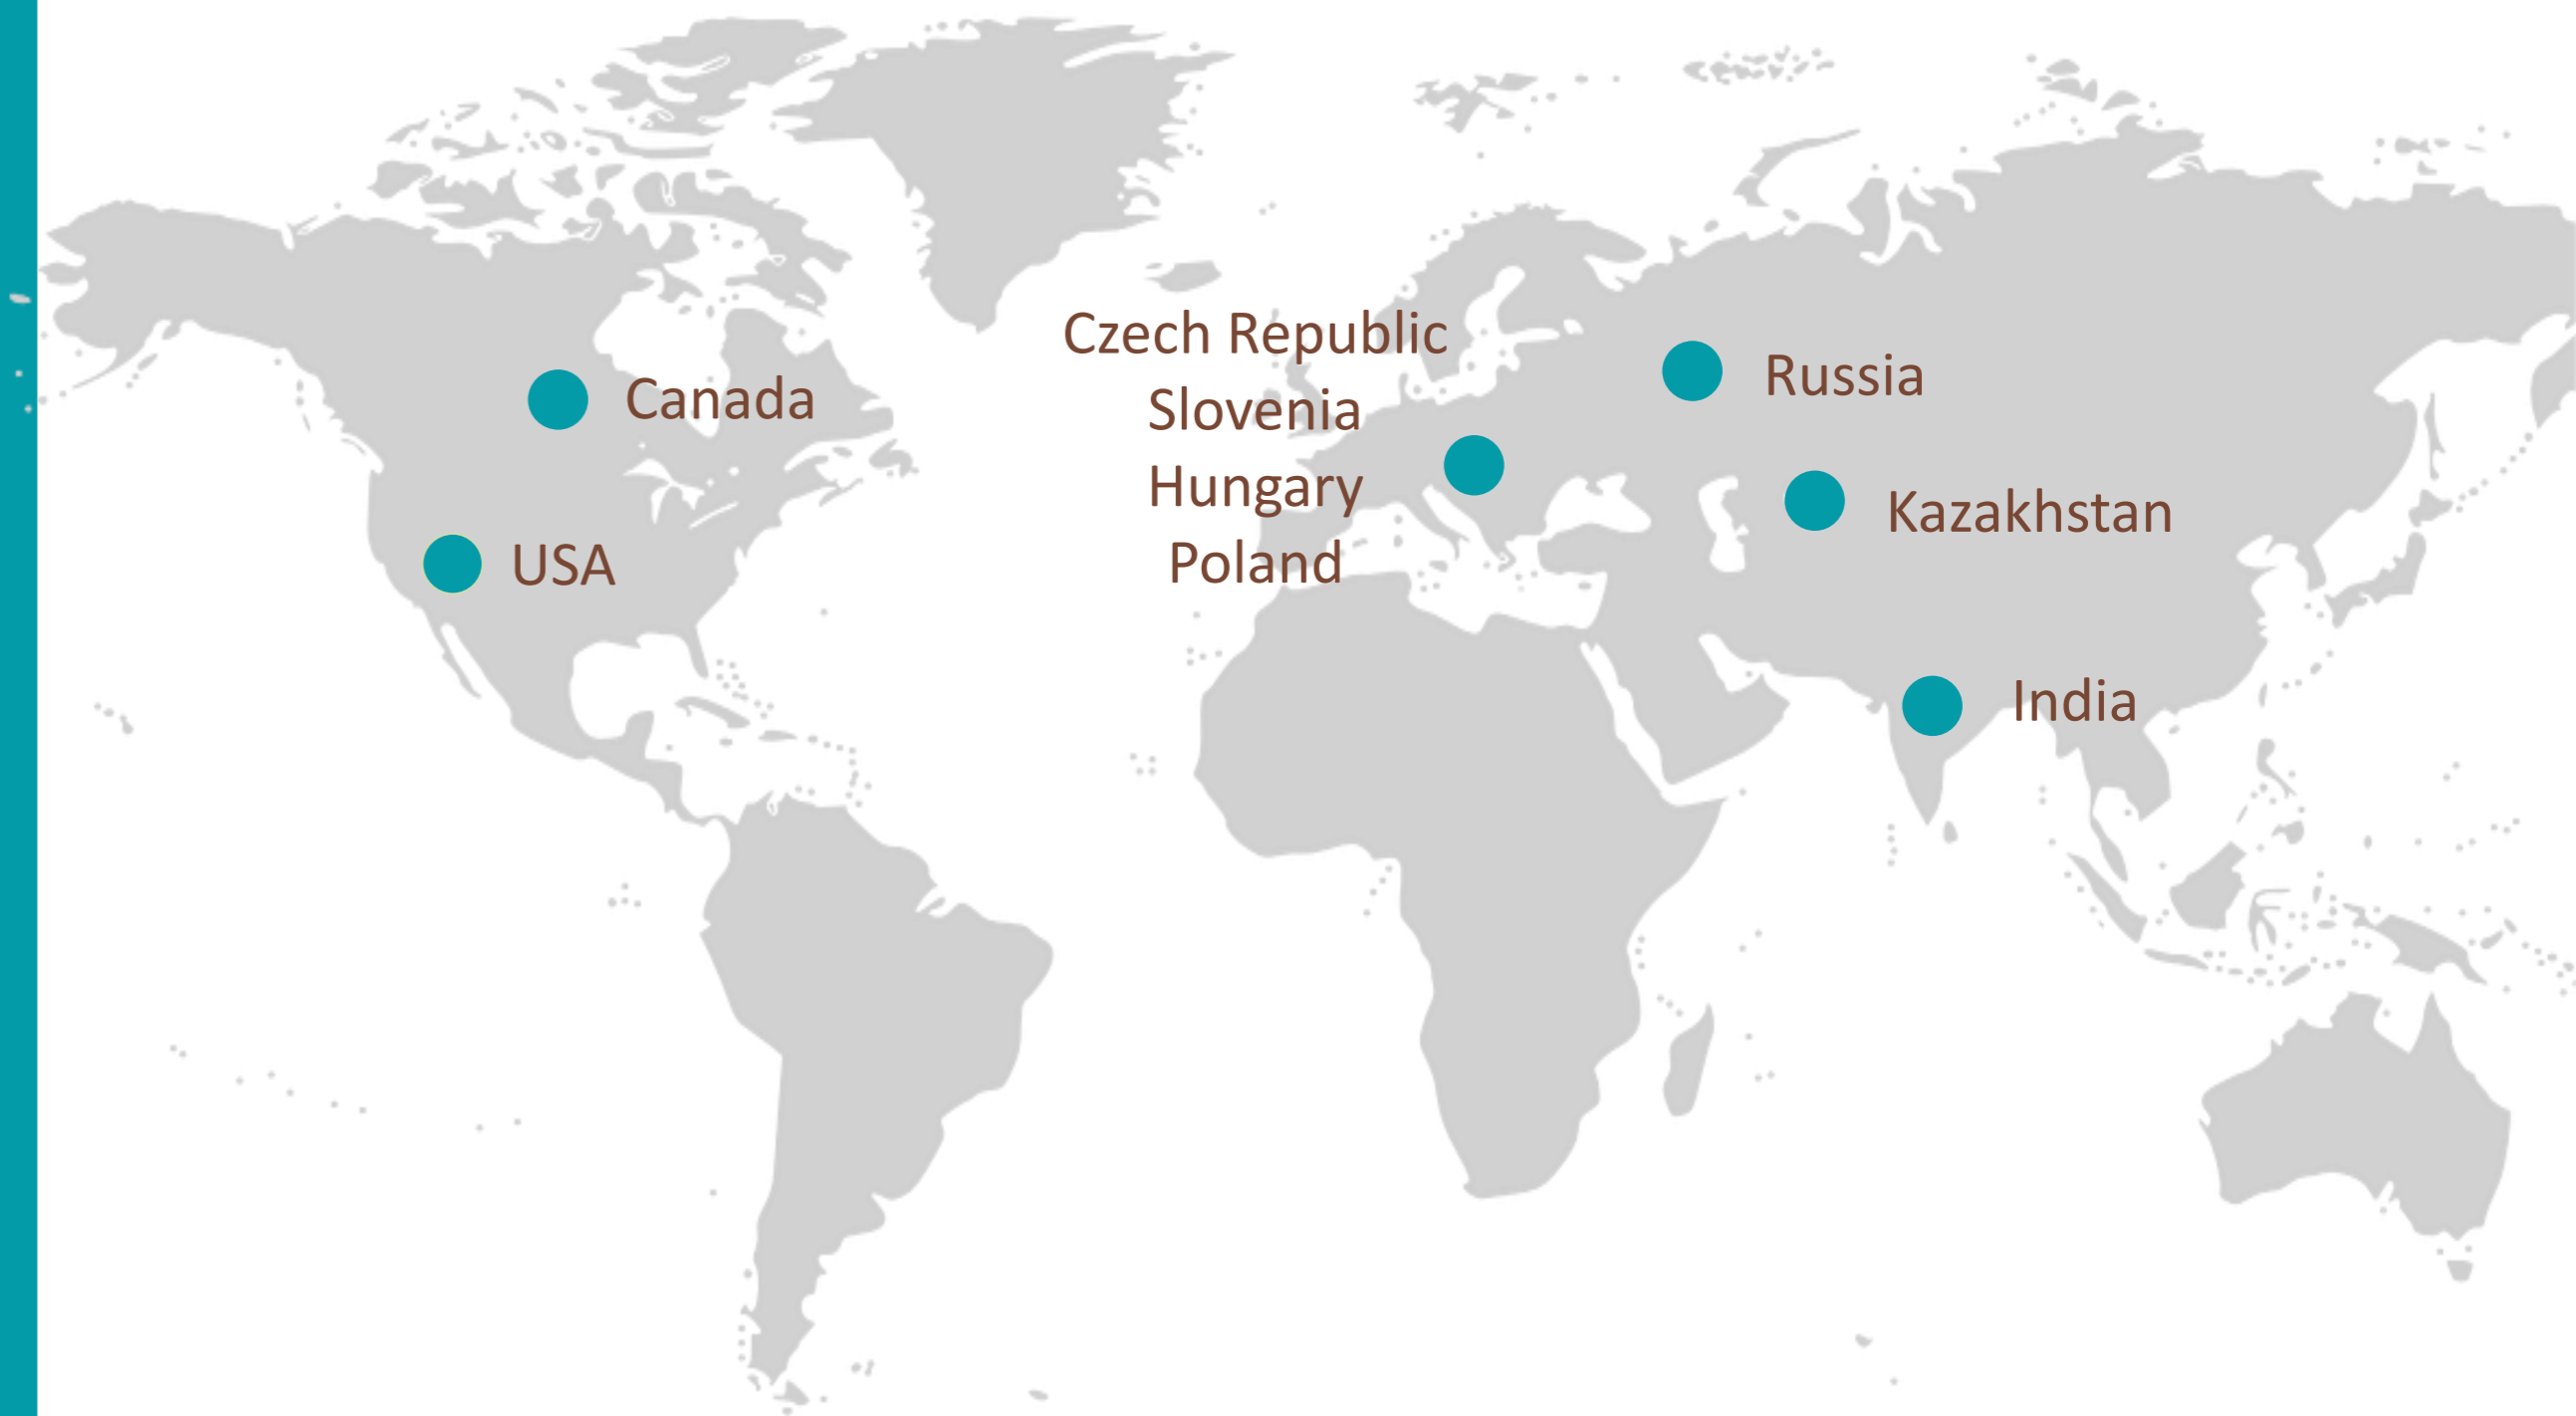 Czech Republic
Slovenia
Hungary
Poland
Russia
Canada
Kazakhstan
USA
India